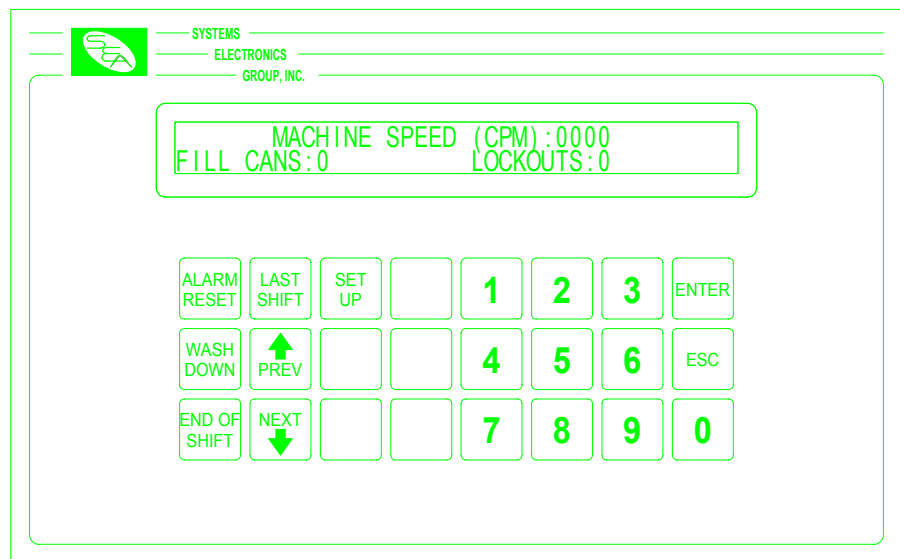 SYSTEMS
ELECTRONICS
GROUP, INC.
MACHINE SPEED (CPM):0000
FILL CANS:0 LOCKOUTS:0
ALARM RESET
LAST SHIFT
SET UP
1
2
3
ENTER
WASH DOWN
PREV
4
5
6
ESC
END OF SHIFT
NEXT
7
8
9
0